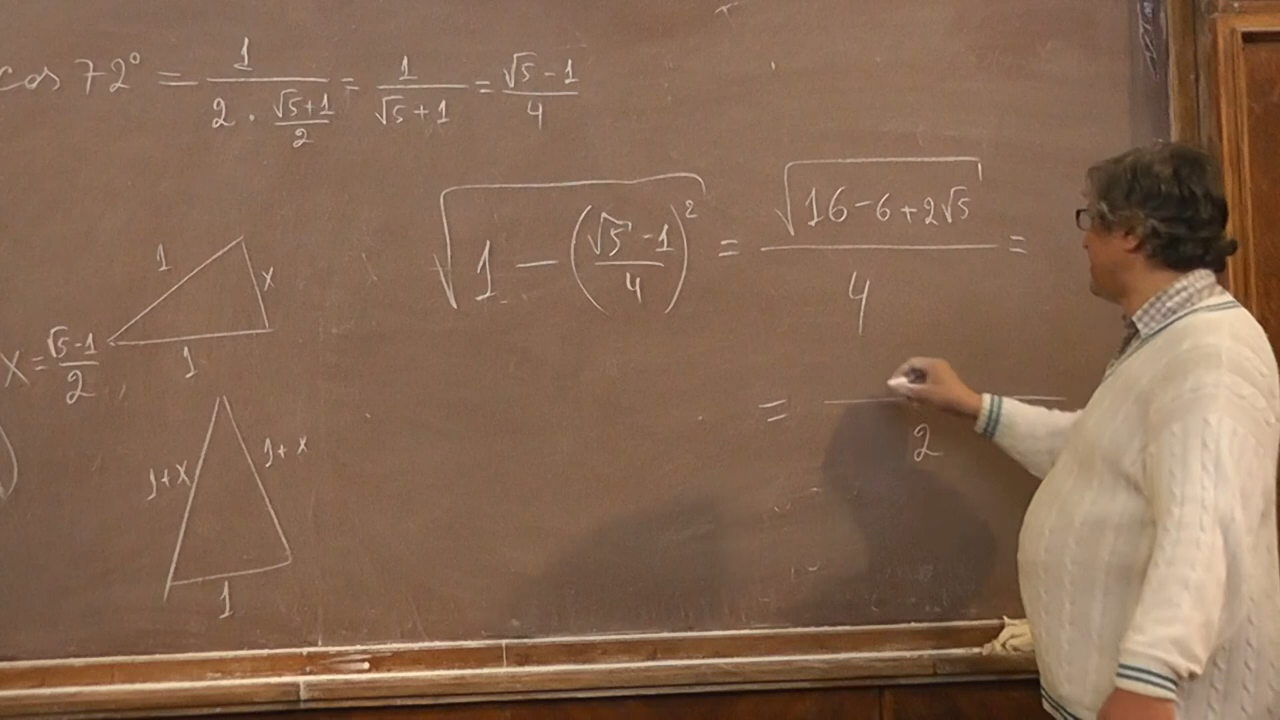 cos 72° = 1 / (2 · (√5+1)/2) = 1 / (√5+1) = (√5-1)/4
√(1 - ((√5-1)/4)²) = √(16-6+2√5) / 4 =
1
x
x = (√5-1)/2
1
= / 2
1+x
1+x
1